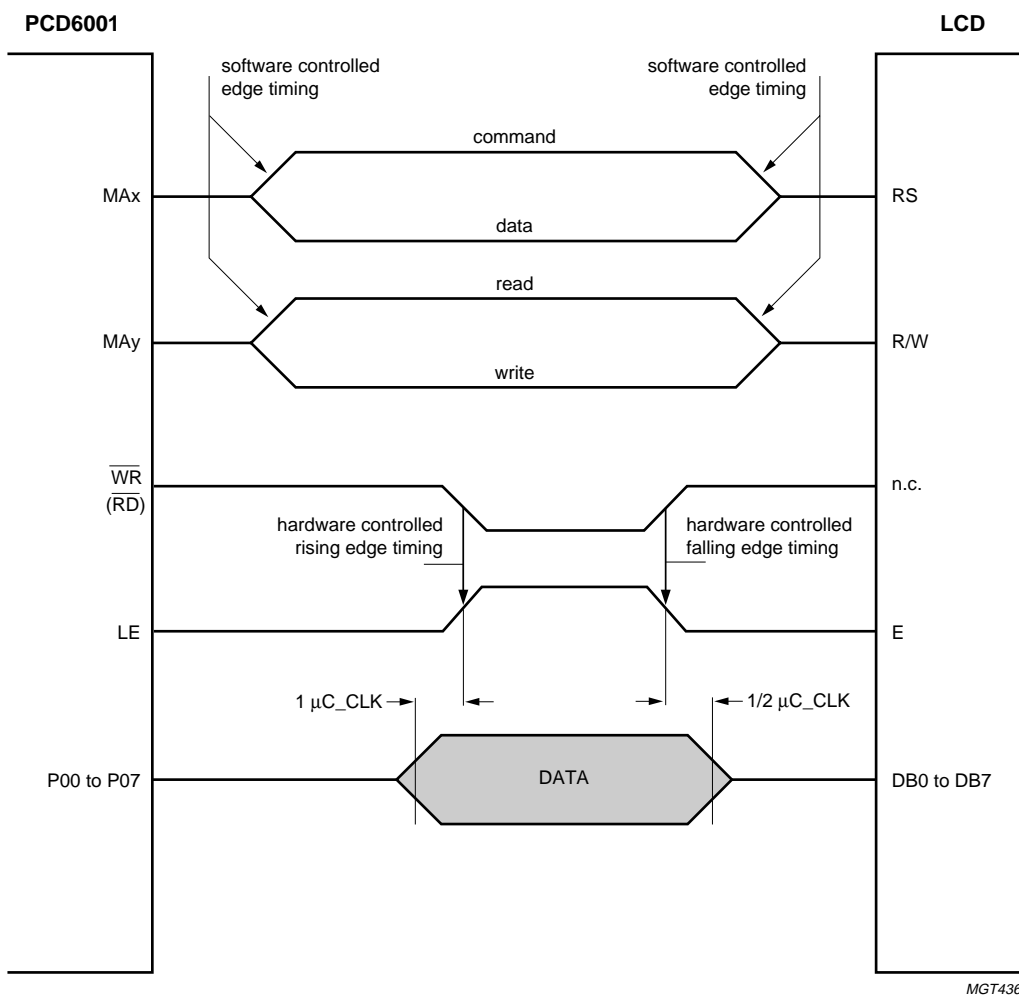 PCD6001
LCD
software controlled
edge timing
software controlled
edge timing
command
MAx
RS
data
read
MAy
R/W
write
WR
(RD)
n.c.
hardware controlled
rising edge timing
hardware controlled
falling edge timing
LE
E
1 μC_CLK
1/2 μC_CLK
P00 to P07
DATA
DB0 to DB7
MGT436